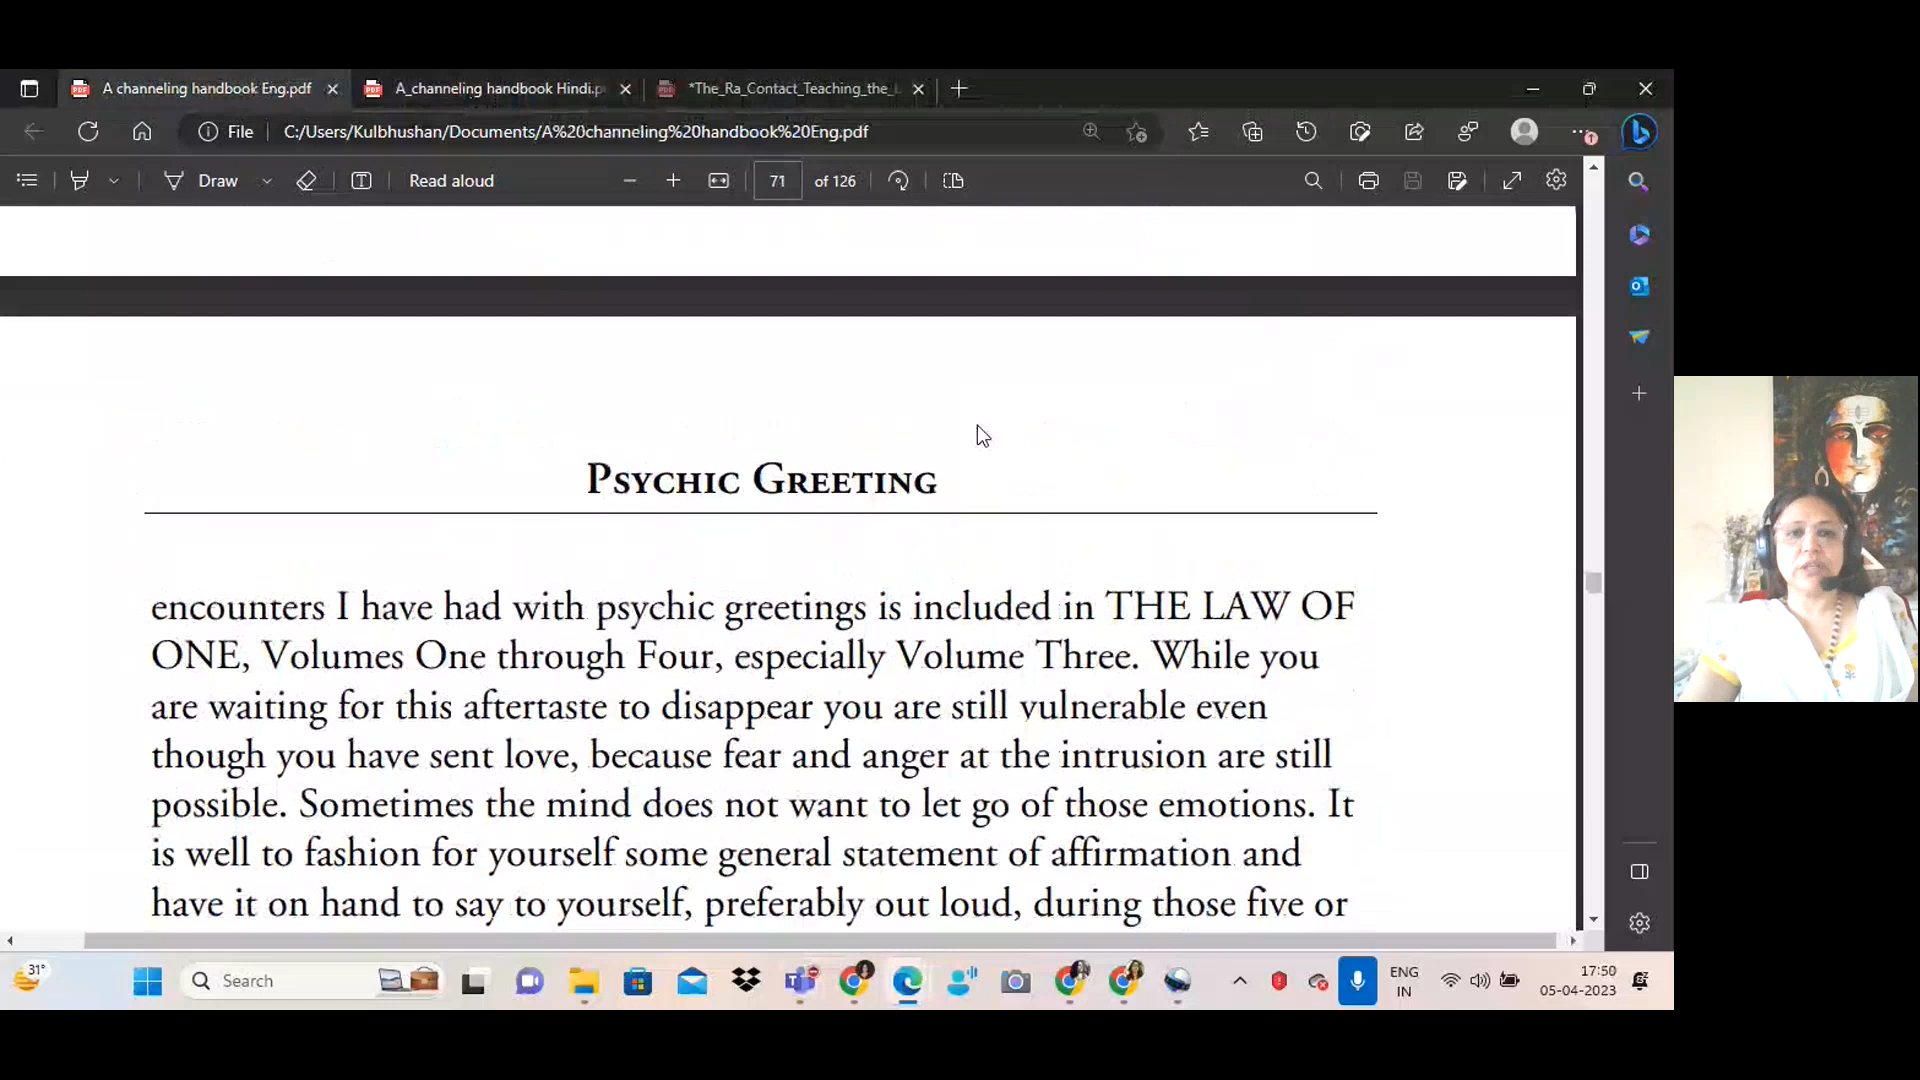 A channeling handbook Eng.pdf
A_channeling handbook Hindi.p
*The_Ra_Contact_Teaching_the_L
File
C:/Users/Kulbhushan/Documents/A%20channeling%20handbook%20Eng.pdf
Draw
Read aloud
71
of 126
PSYCHIC GREETING
encounters I have had with psychic greetings is included in THE LAW OF
ONE, Volumes One through Four, especially Volume Three. While you
are waiting for this aftertaste to disappear you are still vulnerable even
though you have sent love, because fear and anger at the intrusion are still
possible. Sometimes the mind does not want to let go of those emotions. It
is well to fashion for yourself some general statement of affirmation and
have it on hand to say to yourself, preferably out loud, during those five or
31°
Search
ENG
IN
17:50
05-04-2023